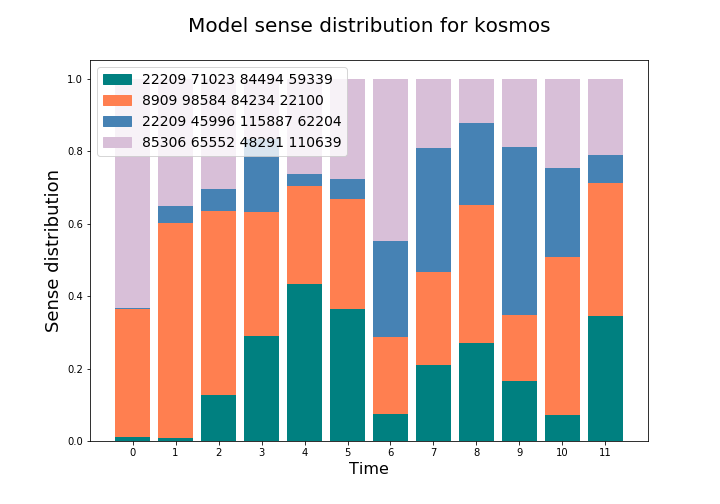 Model sense distribution for kosmos
22209 71023 84494 59339
8909 98584 84234 22100
22209 45996 115887 62204
85306 65552 48291 110639
Sense distribution
1.0
0.8
0.6
0.4
0.2
0.0
0 1 2 3 4 5 6 7 8 9 10 11
Time